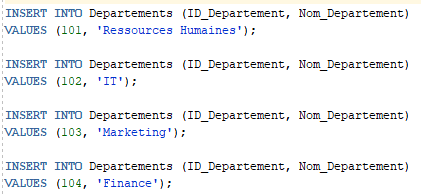 INSERT INTO Departements (ID_Departement, Nom_Departement)
VALUES (101, 'Ressources Humaines');
INSERT INTO Departements (ID_Departement, Nom_Departement)
VALUES (102, 'IT');
INSERT INTO Departements (ID_Departement, Nom_Departement)
VALUES (103, 'Marketing');
INSERT INTO Departements (ID_Departement, Nom_Departement)
VALUES (104, 'Finance');